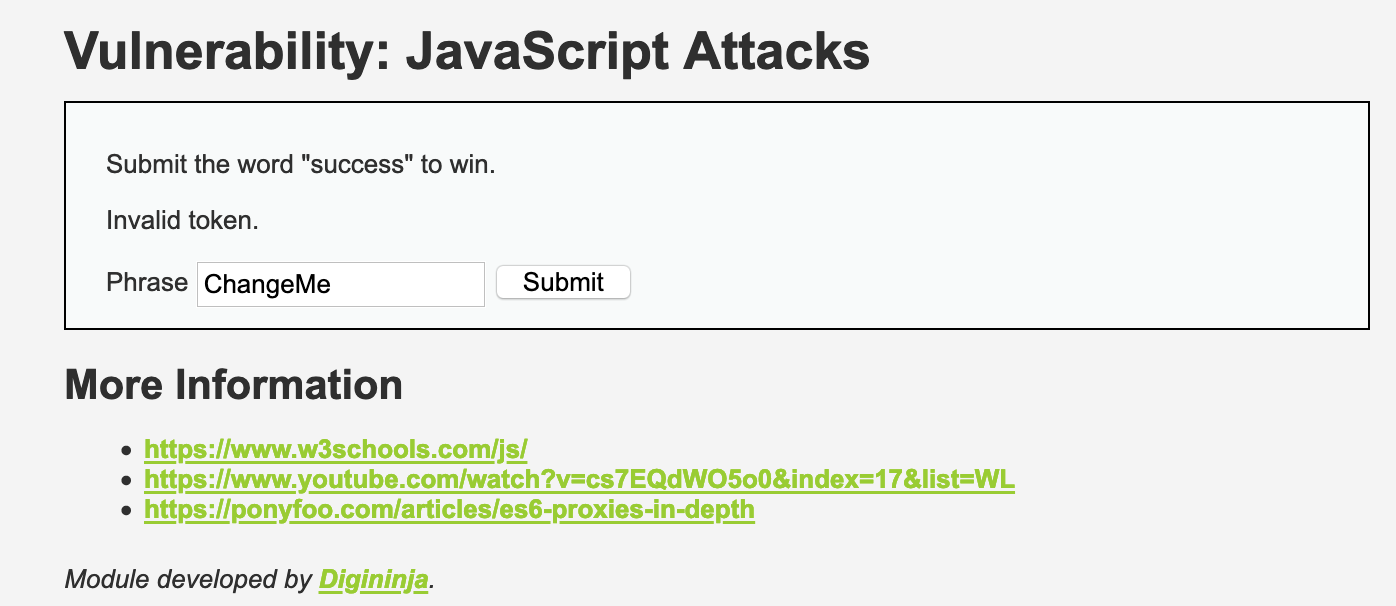 Vulnerability: JavaScript Attacks
Submit the word "success" to win.
Invalid token.
Phrase ChangeMe Submit
More Information
https://www.w3schools.com/js/
https://www.youtube.com/watch?v=cs7EQdWO5o0&index=17&list=WL
https://ponyfoo.com/articles/es6-proxies-in-depth
Module developed by Digininja.